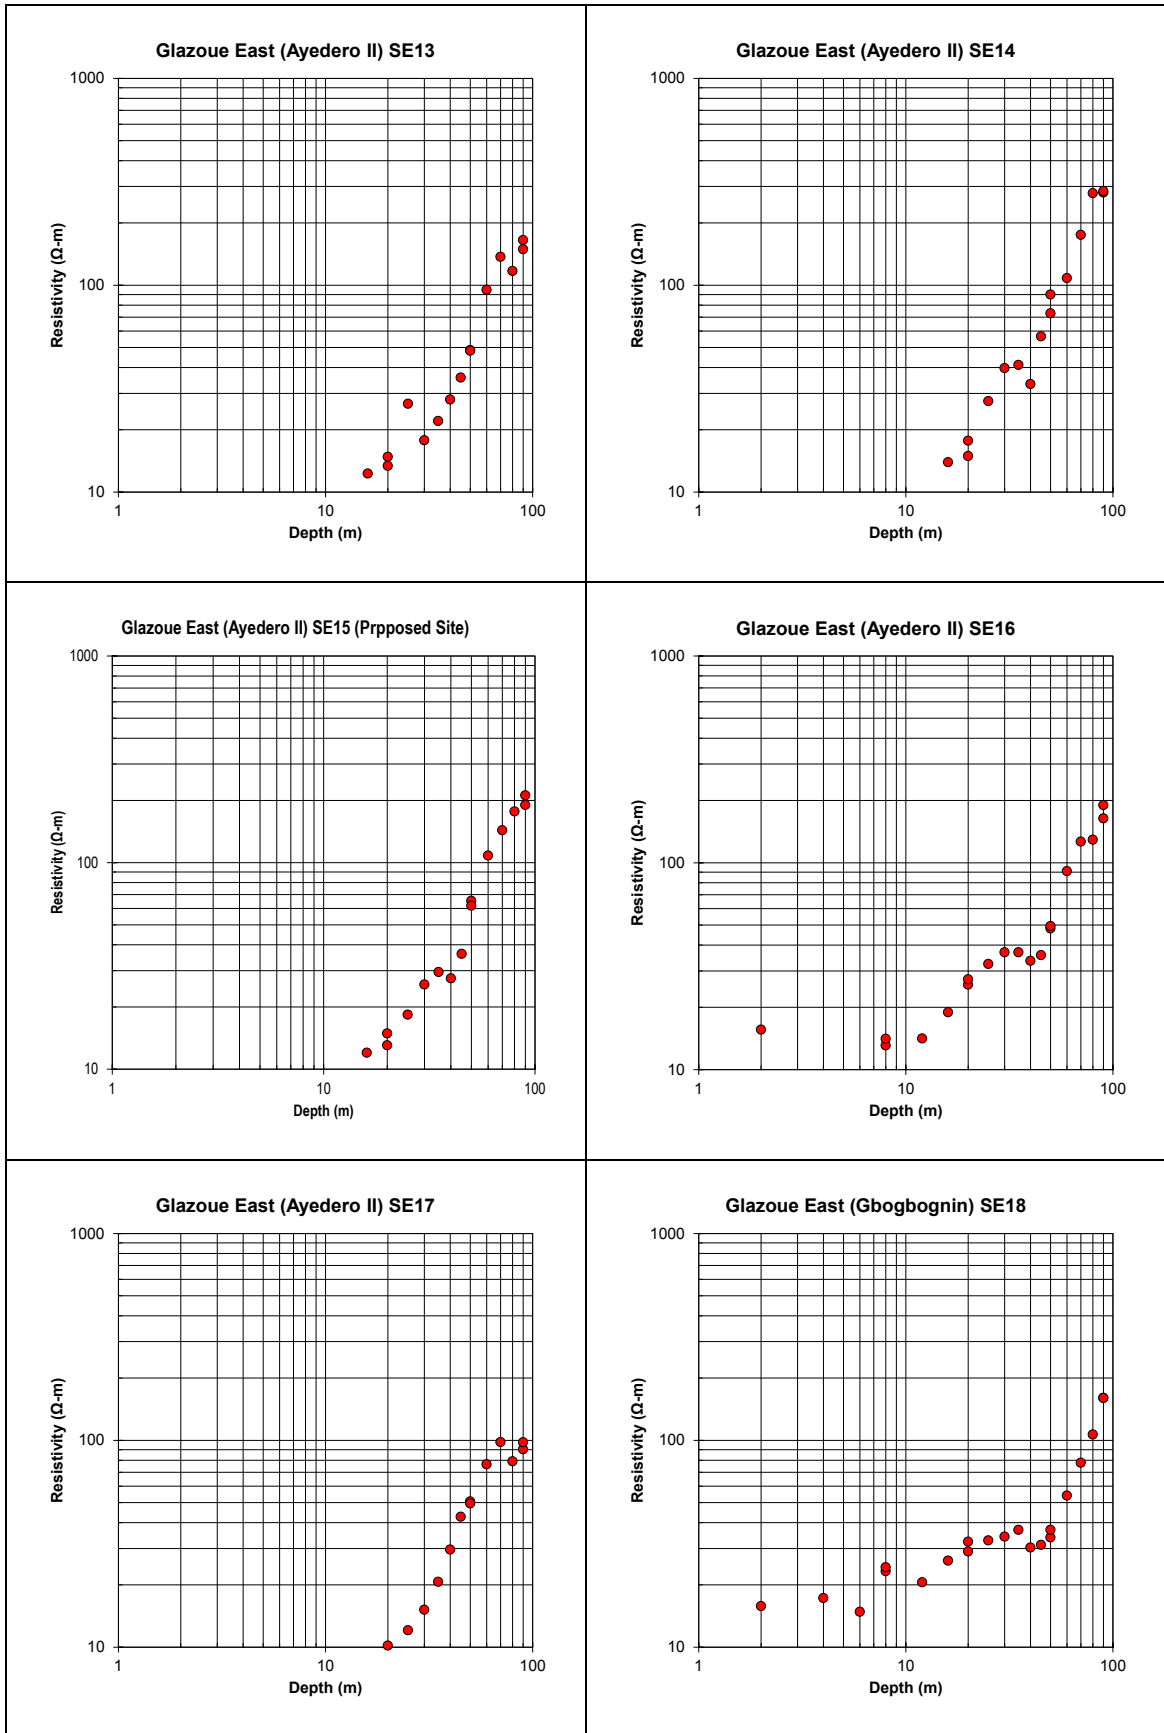 Glazoue East (Ayedero II) SE13
1000
100
10
1
10
100
Resistivity (Ω-m)
Depth (m)
Glazoue East (Ayedero II) SE14
1000
100
10
1
10
100
Resistivity (Ω-m)
Depth (m)
Glazoue East (Ayedero II) SE15 (Prpposed Site)
1000
100
10
1
10
100
Resistivity (Ω-m)
Depth (m)
Glazoue East (Ayedero II) SE16
1000
100
10
1
10
100
Resistivity (Ω-m)
Depth (m)
Glazoue East (Ayedero II) SE17
1000
100
10
1
10
100
Resistivity (Ω-m)
Depth (m)
Glazoue East (Gbogbognin) SE18
1000
100
10
1
10
100
Resistivity (Ω-m)
Depth (m)